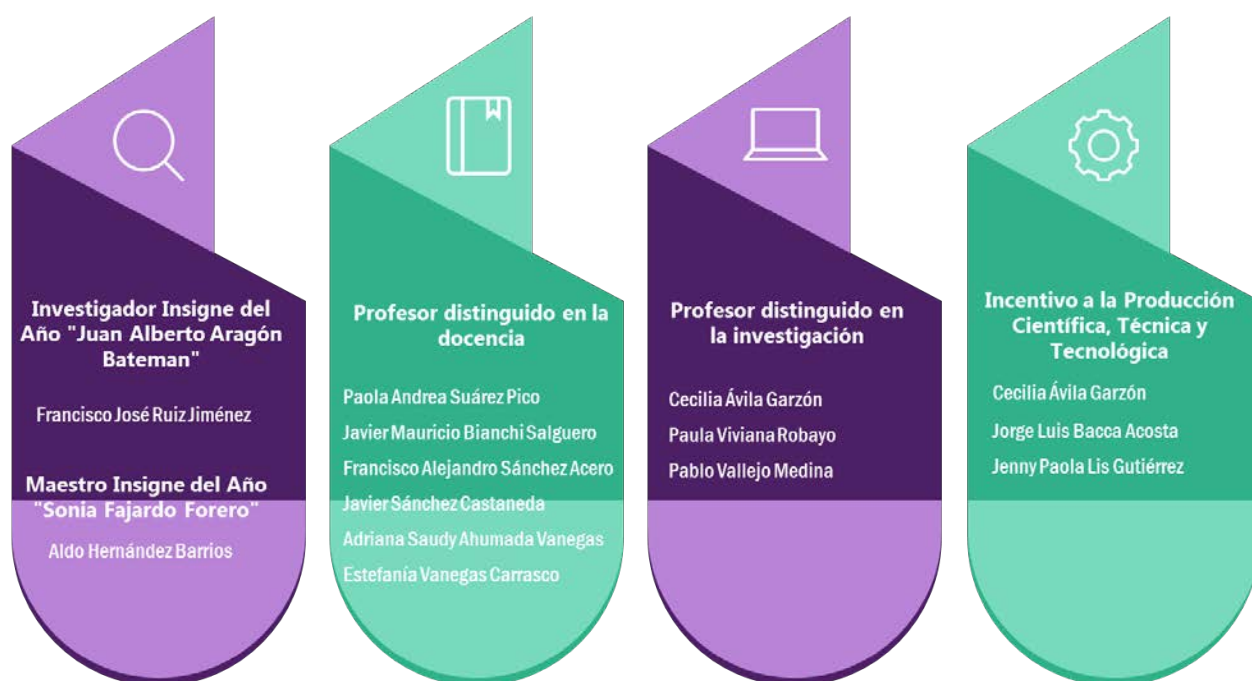 Investigador Insigne del
Año "Juan Alberto Aragón
Bateman"
Francisco José Ruiz Jiménez
Maestro Insigne del Año
"Sonia Fajardo Forero"
Aldo Hernández Barrios
Profesor distinguido en la
docencia
Paola Andrea Suárez Pico
Javier Mauricio Bianchi Salguero
Francisco Alejandro Sánchez Acero
Javier Sánchez Castaneda
Adriana Saudy Ahumada Vanegas
Estefanía Vanegas Carrasco
Profesor distinguido en
la investigación
Cecilia Ávila Garzón
Paula Viviana Robayo
Pablo Vallejo Medina
Incentivo a la Producción
Científica, Técnica y
Tecnológica
Cecilia Ávila Garzón
Jorge Luis Bacca Acosta
Jenny Paola Lis Gutiérrez